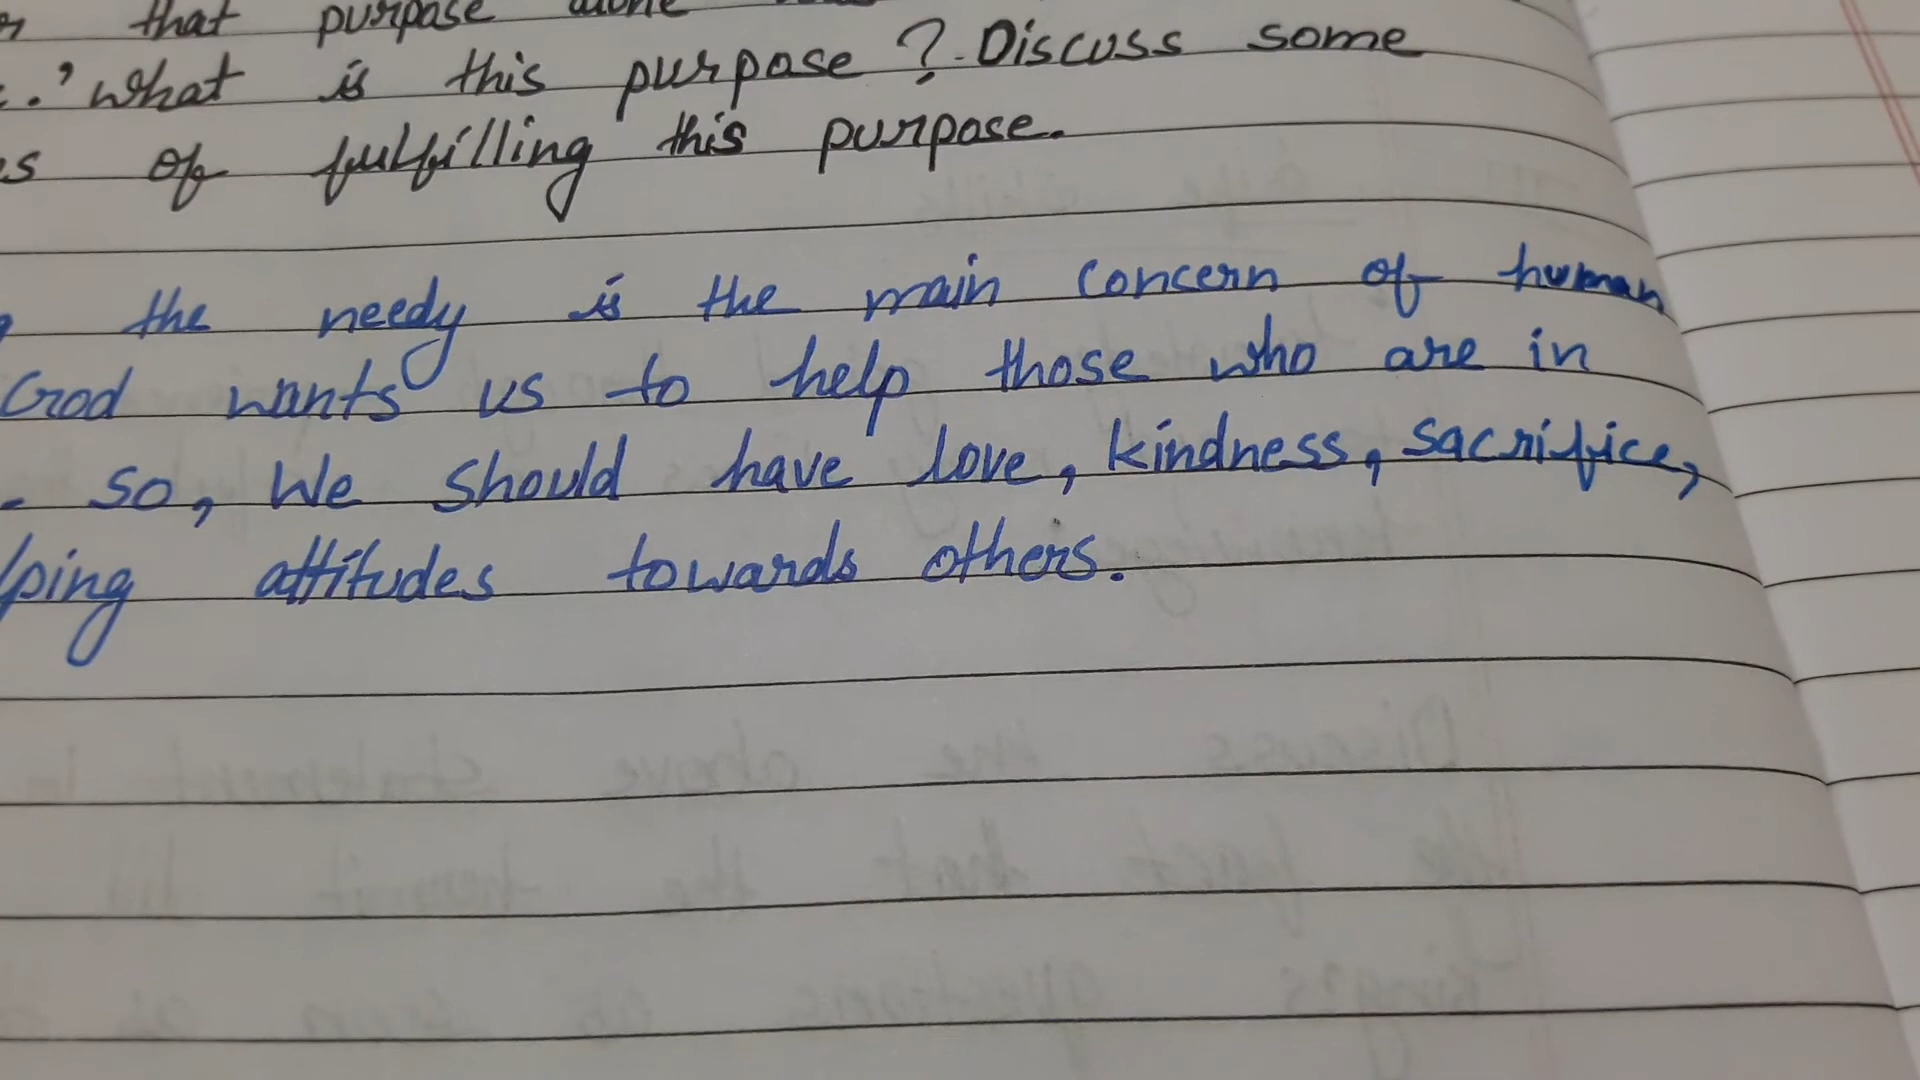 that purpose
.' what is this purpose ? Discuss some
of fulfilling this purpose.
the needy is the main concern of human
God wants us to help those who are in
so, We should have love, kindness, sacrifice,
attitudes towards others.